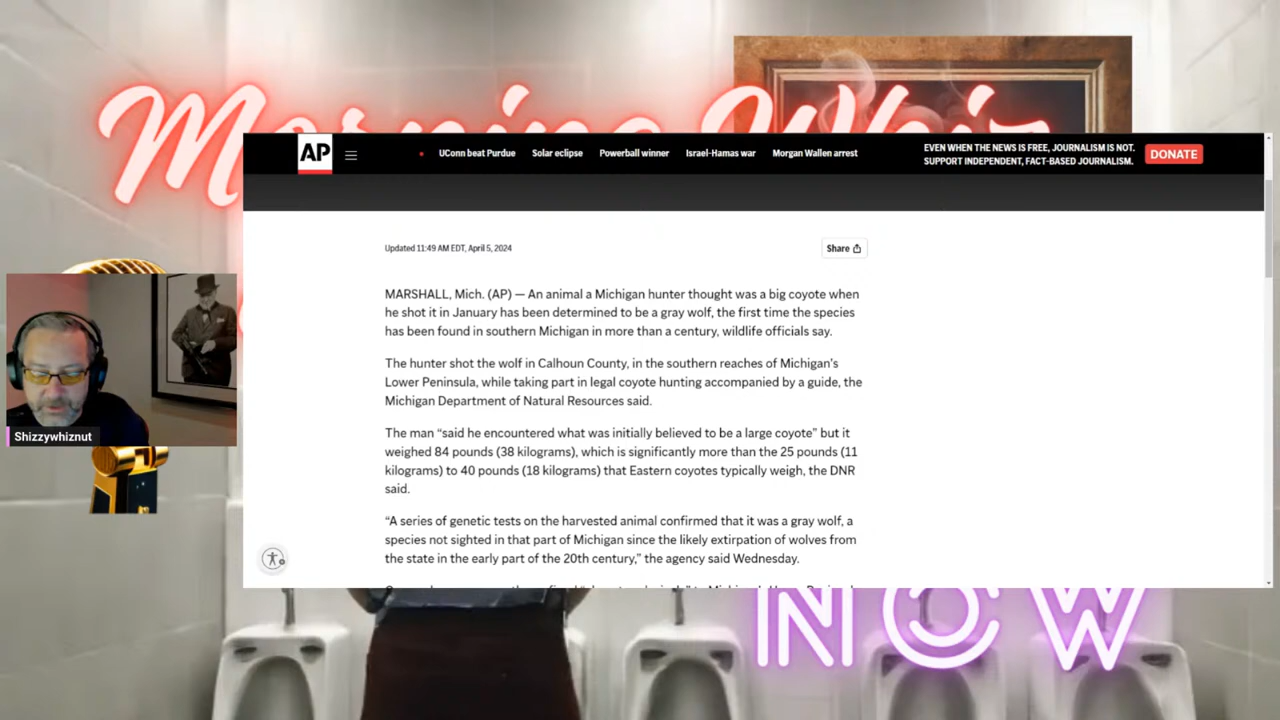 Morning Whiz
AP
UConn beat Purdue
Solar eclipse
Powerball winner
Israel-Hamas war
Morgan Wallen arrest
EVEN WHEN THE NEWS IS FREE, JOURNALISM IS NOT.
SUPPORT INDEPENDENT, FACT-BASED JOURNALISM.
DONATE
Updated 11:49 AM EDT, April 5, 2024
Share
MARSHALL, Mich. (AP) — An animal a Michigan hunter thought was a big coyote when
he shot it in January has been determined to be a gray wolf, the first time the species
has been found in southern Michigan in more than a century, wildlife officials say.
The hunter shot the wolf in Calhoun County, in the southern reaches of Michigan’s
Lower Peninsula, while taking part in legal coyote hunting accompanied by a guide, the
Michigan Department of Natural Resources said.
The man “said he encountered what was initially believed to be a large coyote” but it
weighed 84 pounds (38 kilograms), which is significantly more than the 25 pounds (11
kilograms) to 40 pounds (18 kilograms) that Eastern coyotes typically weigh, the DNR
said.
“A series of genetic tests on the harvested animal confirmed that it was a gray wolf, a
species not sighted in that part of Michigan since the likely extirpation of wolves from
the state in the early part of the 20th century,” the agency said Wednesday.
Shizzywhiznut
NOW